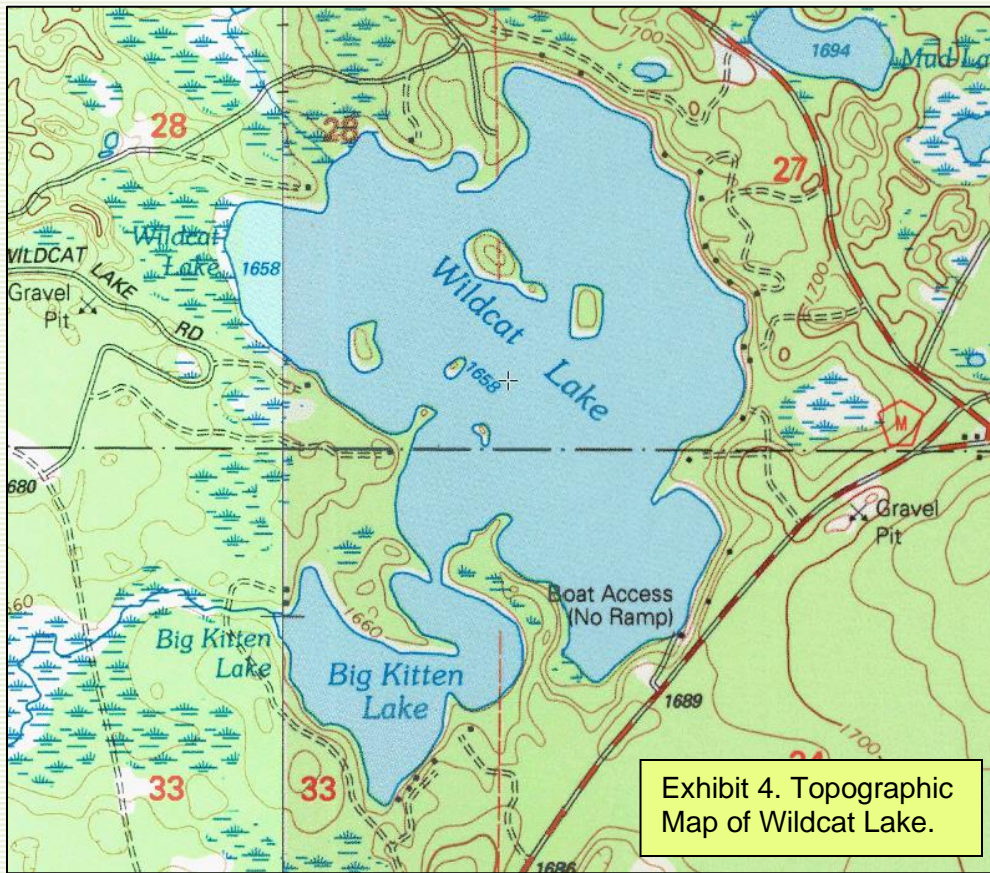 1700
1694
Mud La
28
28
27
Wildcat
Lake
1658
WILDCAT
LAKE
RD
Gravel
Pit
Wildcat
Lake
1658
1700
M
680
Gravel
Pit
Boat Access
(No Ramp)
660
1660
Big Kitten
Lake
Big Kitten
Lake
1689
1700
33
33
1686
Exhibit 4. Topographic
Map of Wildcat Lake.